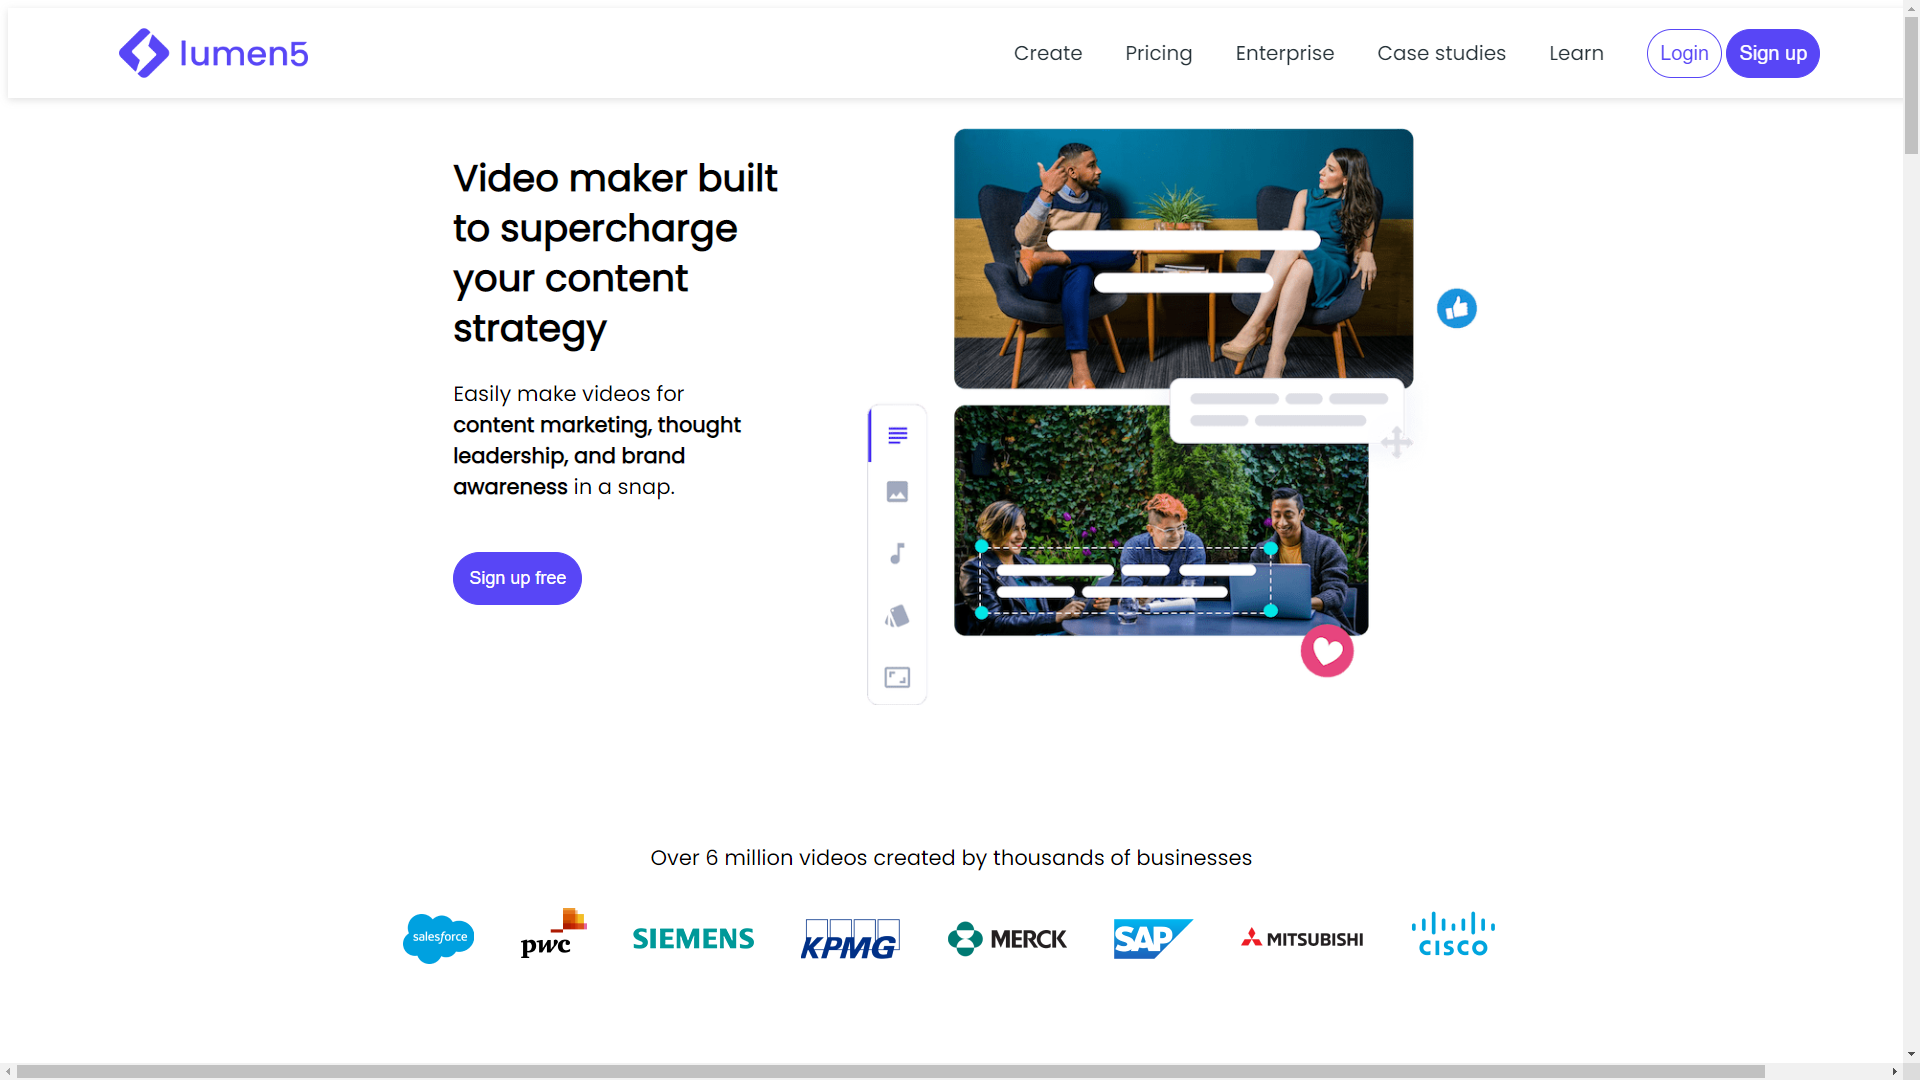 lumen5
Create Pricing Enterprise Case studies Learn Login Sign up
Video maker built
to supercharge
your content
strategy
Easily make videos for
content marketing, thought
leadership, and brand
awareness in a snap.
Sign up free
Over 6 million videos created by thousands of businesses
salesforce pwc SIEMENS KPMG MERCK SAP MITSUBISHI CISCO